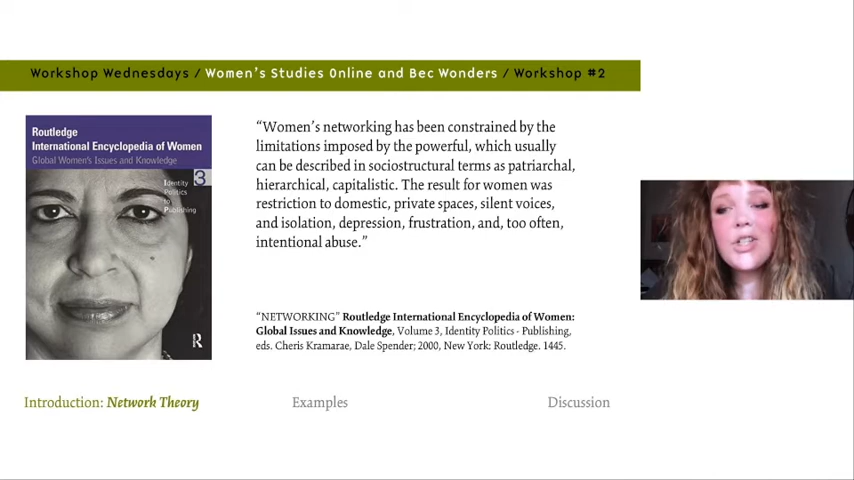 Workshop Wednesdays / Women's Studies Online and Bec Wonders / Workshop #2
Routledge
International Encyclopedia of Women
Global Women's Issues and Knowledge
3
Identity
Politics
to
Publishing
R
“Women's networking has been constrained by the
limitations imposed by the powerful, which usually
can be described in sociostructural terms as patriarchal,
hierarchical, capitalistic. The result for women was
restriction to domestic, private spaces, silent voices,
and isolation, depression, frustration, and, too often,
intentional abuse.”
“NETWORKING” Routledge International Encyclopedia of Women:
Global Issues and Knowledge, Volume 3, Identity Politics - Publishing,
eds. Cheris Kramarae, Dale Spender; 2000, New York: Routledge. 1445.
Introduction: Network Theory
Examples
Discussion